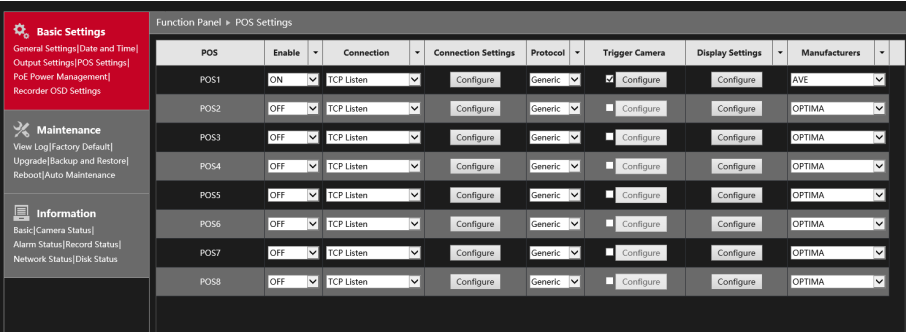 Function Panel ▸ POS Settings
Basic Settings
General Settings|Date and Time|
Output Settings|POS Settings|
PoE Power Management|
Recorder OSD Settings
Maintenance
View Log|Factory Default|
Upgrade|Backup and Restore|
Reboot|Auto Maintenance
Information
Basic|Camera Status|
Alarm Status|Record Status|
Network Status|Disk Status
POS Enable Connection Connection Settings Protocol Trigger Camera Display Settings Manufacturers
POS1 ON TCP Listen Configure Generic Configure Configure AVE
POS2 OFF TCP Listen Configure Generic Configure Configure OPTIMA
POS3 OFF TCP Listen Configure Generic Configure Configure OPTIMA
POS4 OFF TCP Listen Configure Generic Configure Configure OPTIMA
POS5 OFF TCP Listen Configure Generic Configure Configure OPTIMA
POS6 OFF TCP Listen Configure Generic Configure Configure OPTIMA
POS7 OFF TCP Listen Configure Generic Configure Configure OPTIMA
POS8 OFF TCP Listen Configure Generic Configure Configure OPTIMA